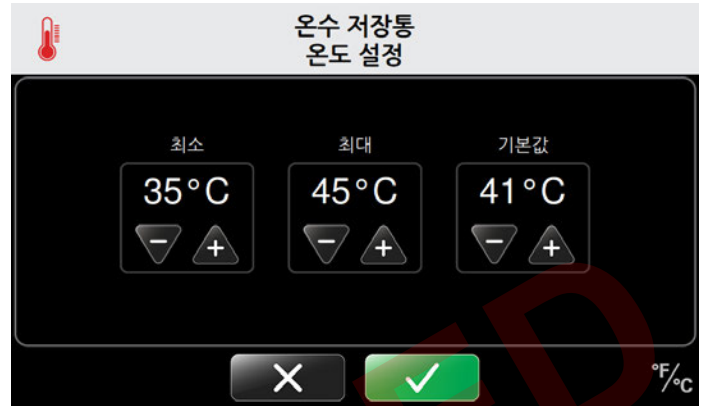 온수 저장통
온도 설정
최소 최대 기본값
35°C 45°C 41°C
− + − + − +
°F/°C